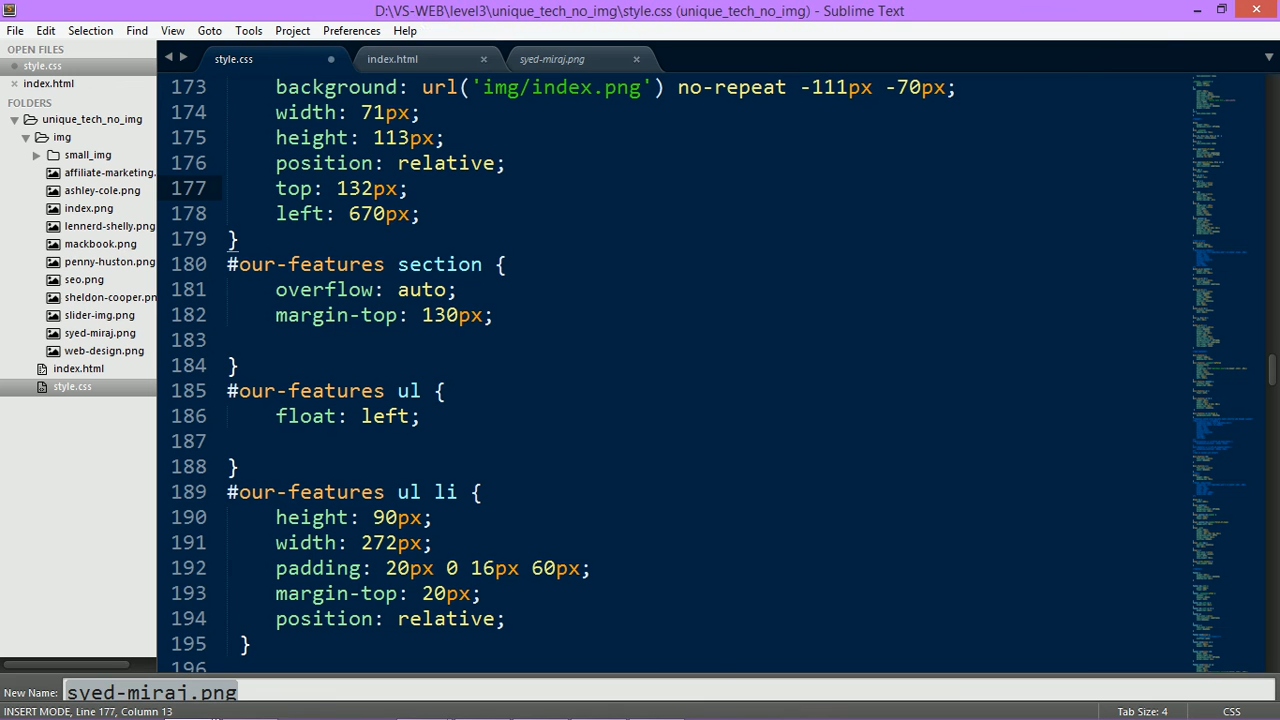 D:\VS-WEB\level3\unique_tech_no_img\style.css (unique_tech_no_img) - Sublime Text
File Edit Selection Find View Goto Tools Project Preferences Help
OPEN FILES
style.css
index.html
FOLDERS
unique_tech_no_img
img
small_img
affiliate-marketing.
ashley-cole.png
index.png
lennerd-shelly.png
mackbook.png
penny-huston.png
seo.png
sheldon-cooper.pn
slider-img.png
syed-miraj.png
web-design.png
index.html
style.css
style.css index.html syed-miraj.png
173 background: url('img/index.png') no-repeat -111px -70px;
174 width: 71px;
175 height: 113px;
176 position: relative;
177 top: 132px;
178 left: 670px;
179 }
180 #our-features section {
181 overflow: auto;
182 margin-top: 130px;
183
184 }
185 #our-features ul {
186 float: left;
187
188 }
189 #our-features ul li {
190 height: 90px;
191 width: 272px;
192 padding: 20px 0 16px 60px;
193 margin-top: 20px;
194 position: relative;
195 }
196
New Name: syed-miraj.png
INSERT MODE, Line 177, Column 13 Tab Size: 4 CSS